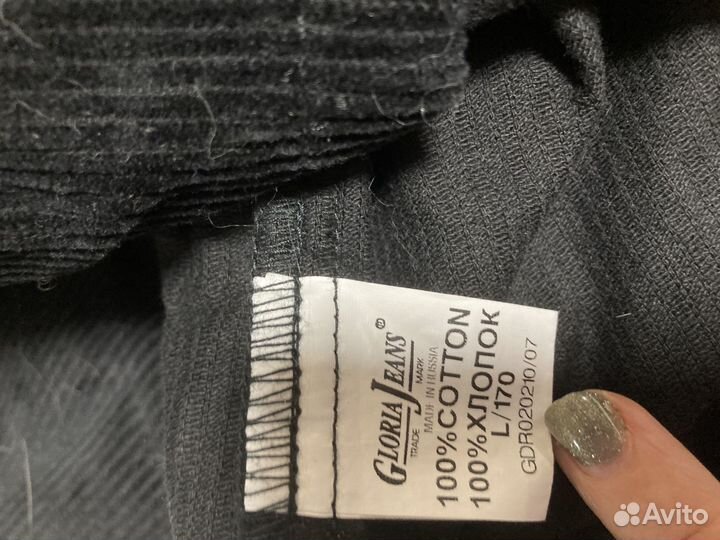 GLORIA JEANS ®
TRADE MARK
MADE IN RUSSIA
100%COTTON
100%ХЛОПОК
L/170
GDR020210/07
Avito